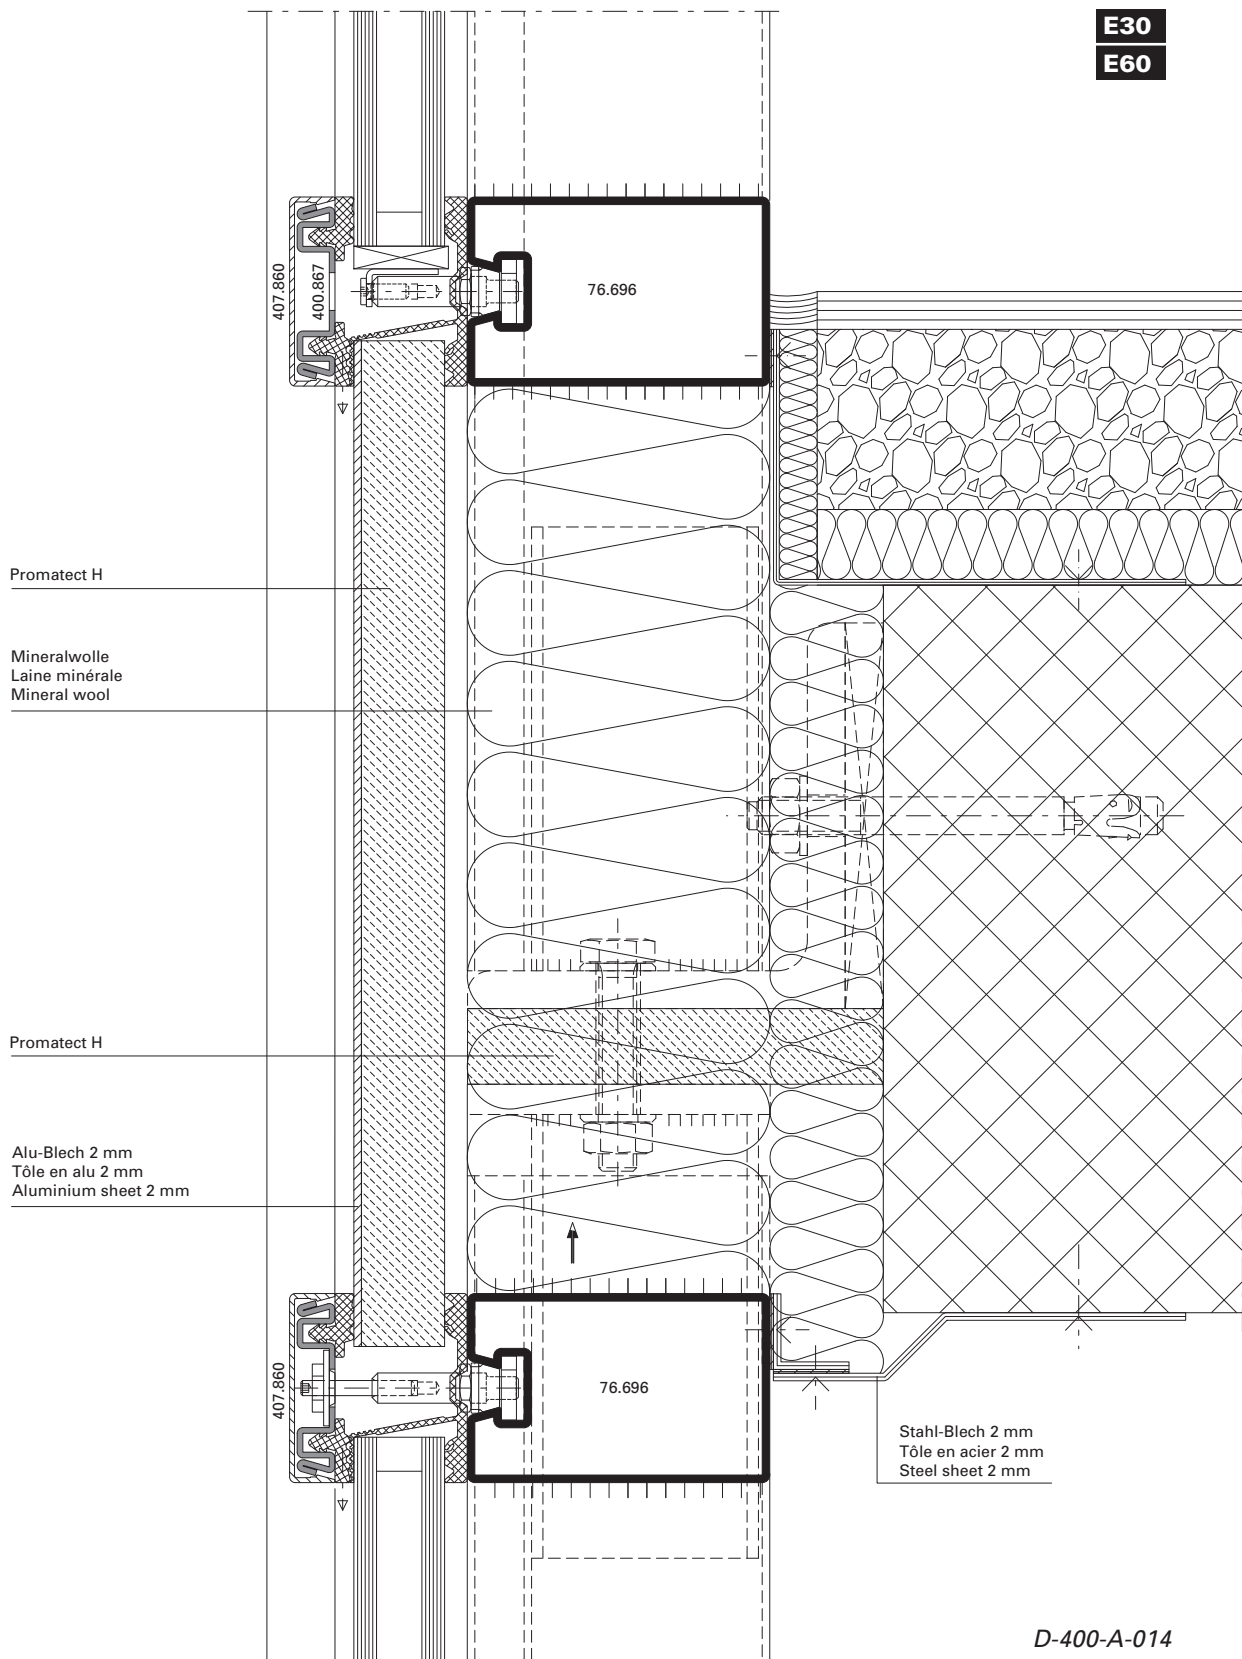 E30
E60
407.860
400.867
76.696
Promatect H
Mineralwolle
Laine minérale
Mineral wool
Promatect H
Alu-Blech 2 mm
Tôle en alu 2 mm
Aluminium sheet 2 mm
407.860
76.696
Stahl-Blech 2 mm
Tôle en acier 2 mm
Steel sheet 2 mm
D-400-A-014